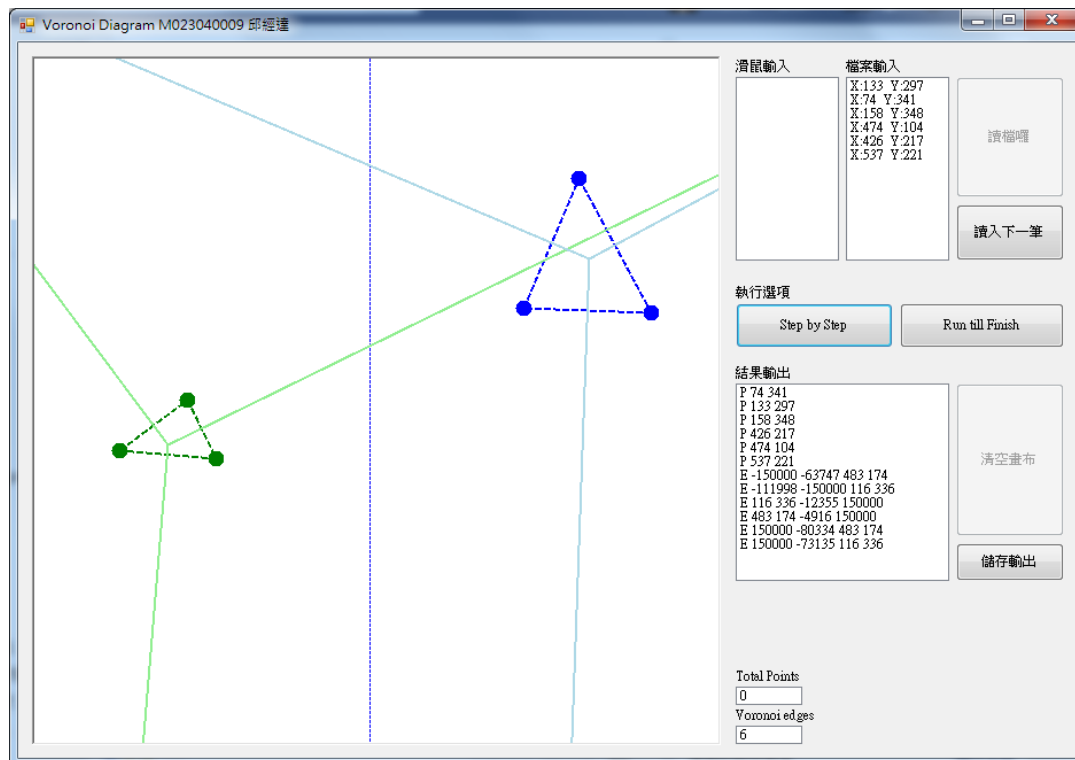 Voronoi Diagram M023040009 邱經達
滑鼠輸入
檔案輸入
X:133 Y:297
X:74 Y:341
X:158 Y:348
X:474 Y:104
X:426 Y:217
X:537 Y:221
讀檔囉
讀入下一筆
執行選項
Step by Step
Run till Finish
結果輸出
P 74 341
P 133 297
P 158 348
P 426 217
P 474 104
P 537 221
E -150000 -63747 483 174
E -111998 -150000 116 336
E 116 336 -12355 150000
E 483 174 -4916 150000
E 150000 -80334 483 174
E 150000 -73135 116 336
清空畫布
儲存輸出
Total Points
0
Voronoi edges
6